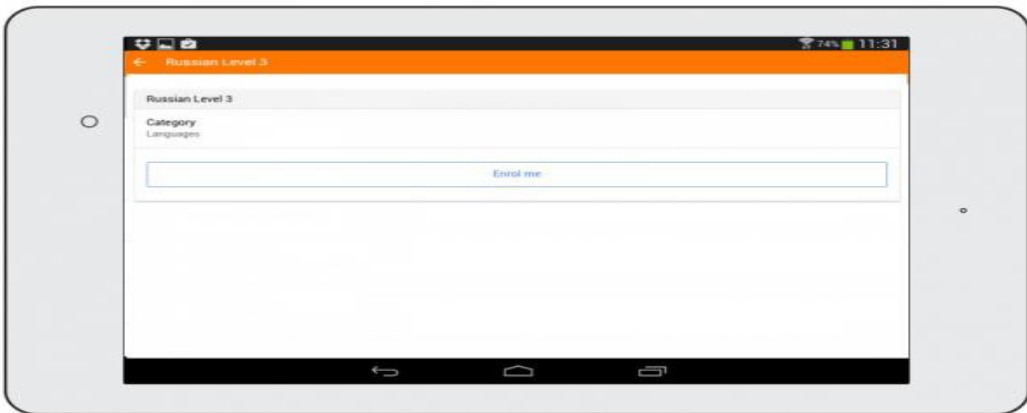 74% 11:31
Russian Level 3
Russian Level 3
Category
Languages
Enrol me